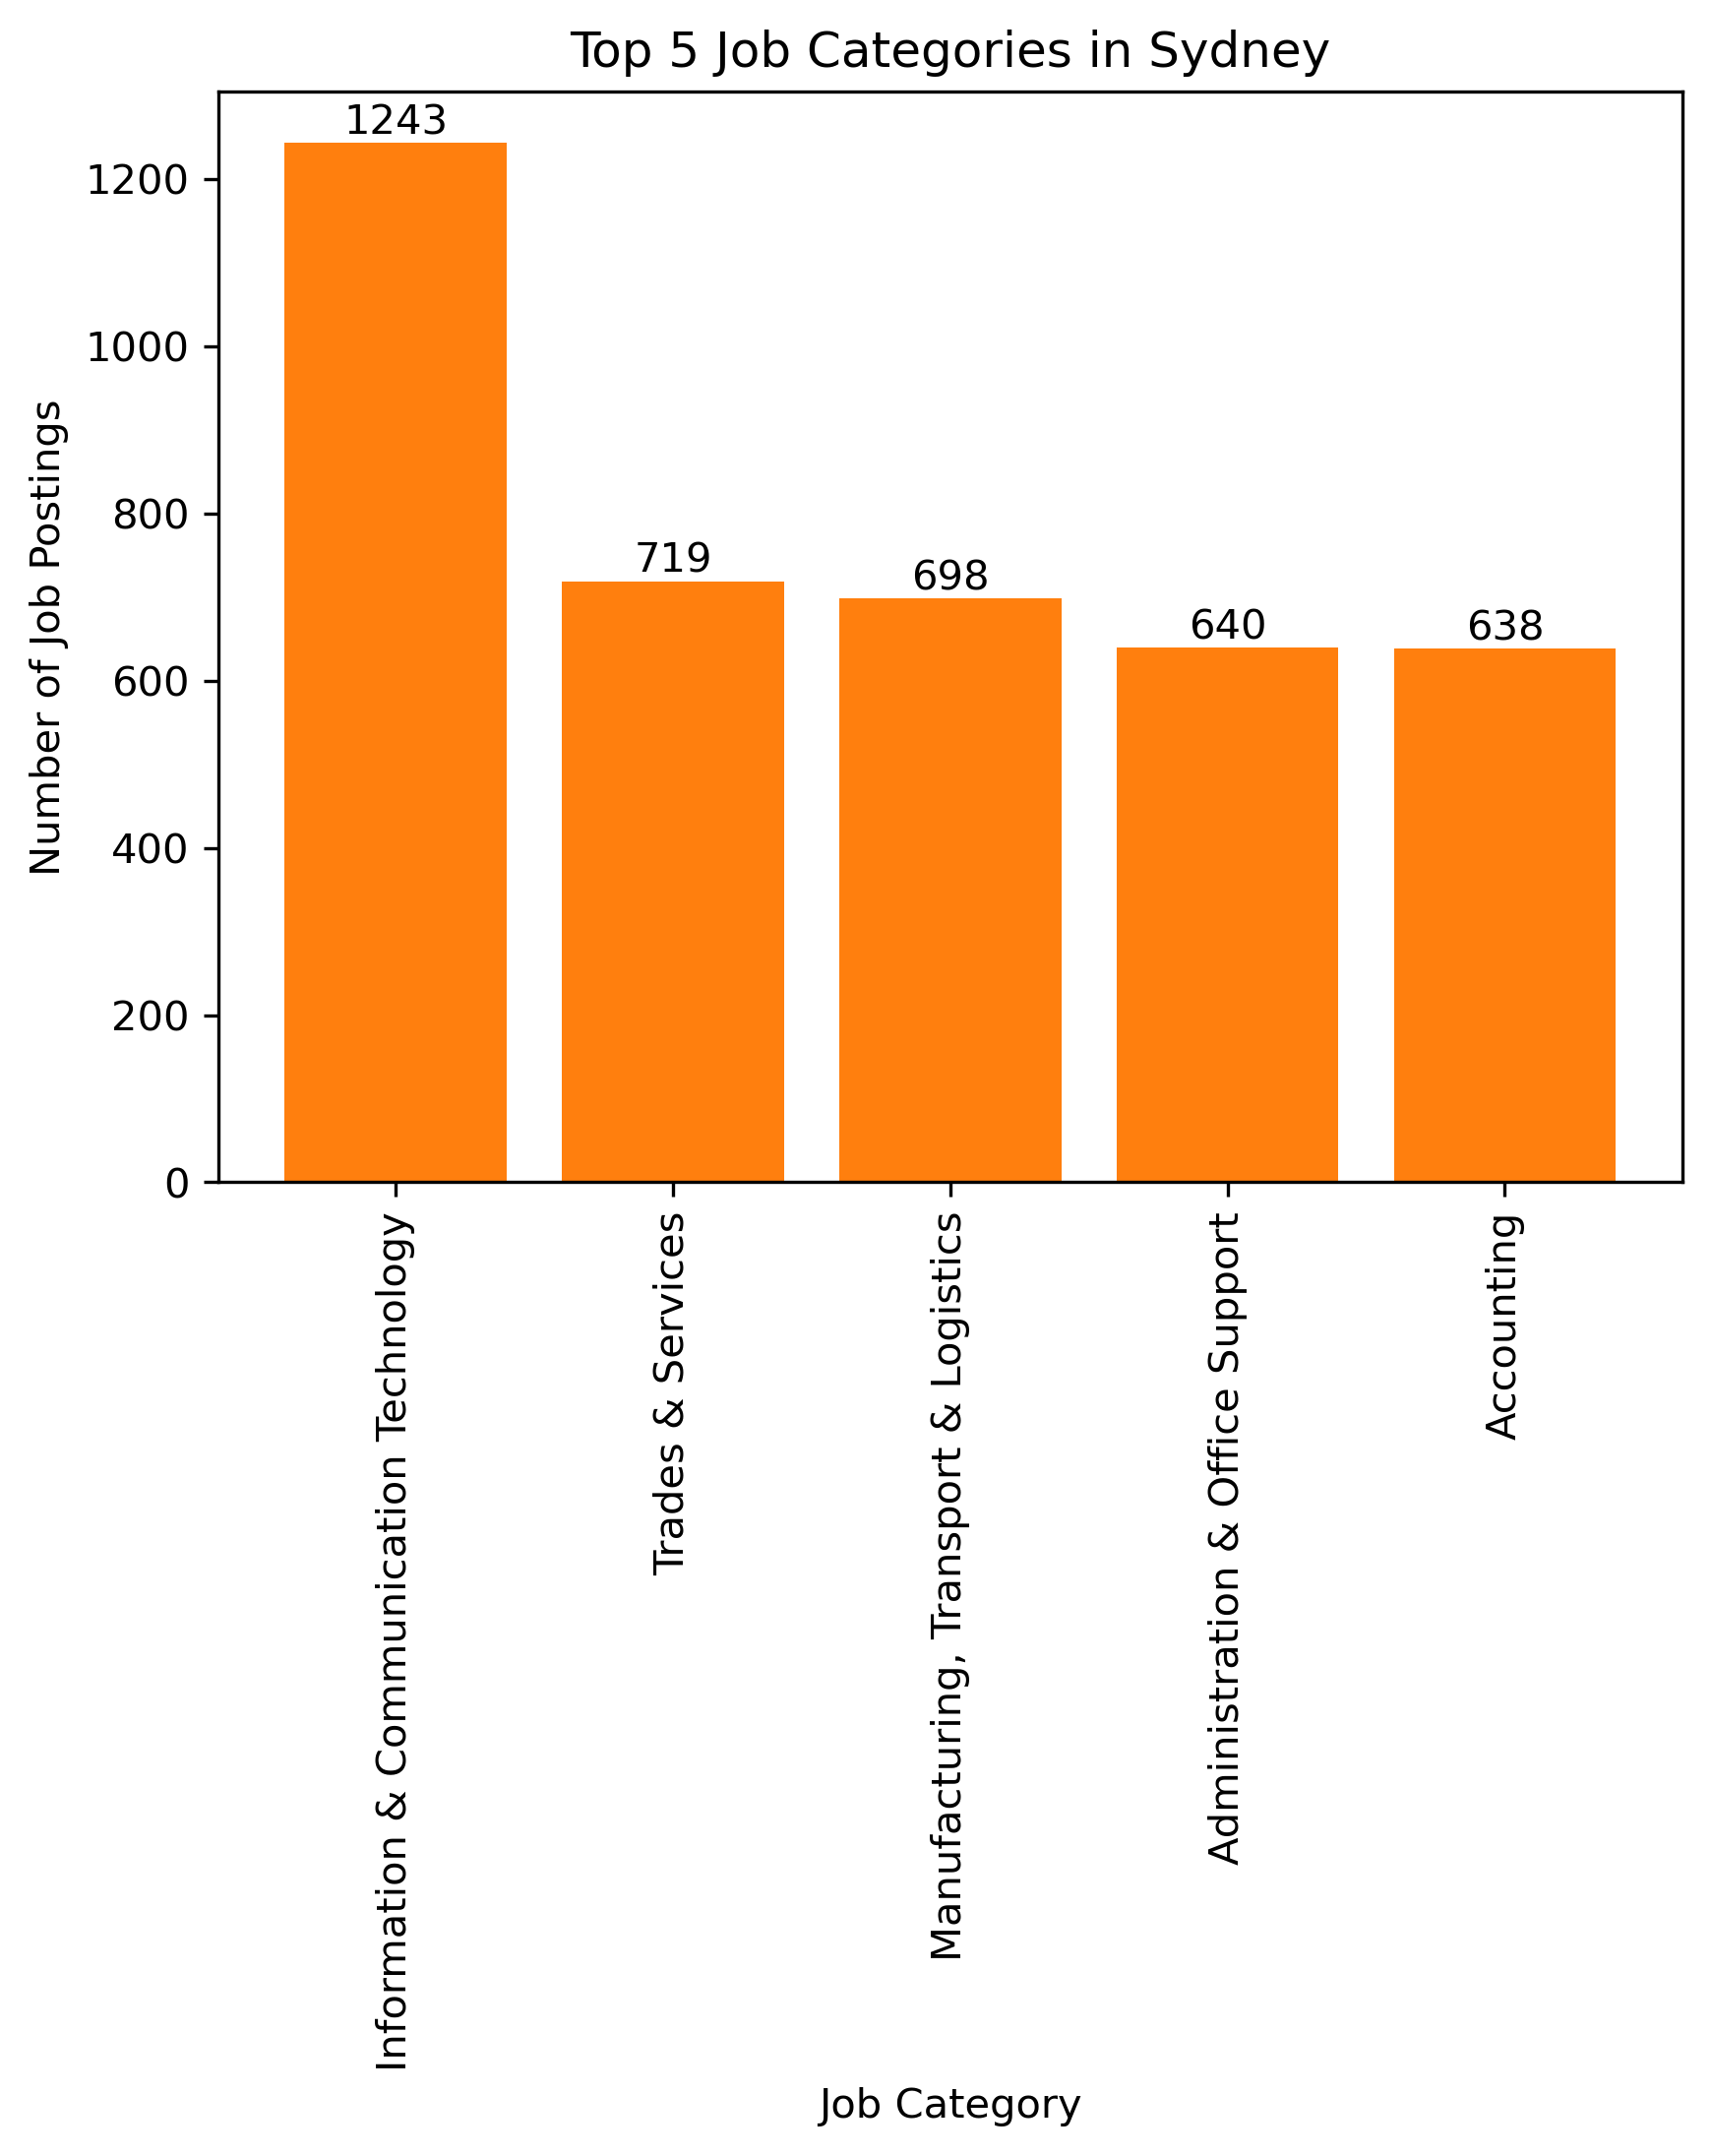 Top 5 Job Categories in Sydney
1243
719
698
640
638
1200
1000
800
600
400
200
0
Number of Job Postings
Information & Communication Technology
Trades & Services
Manufacturing, Transport & Logistics
Administration & Office Support
Accounting
Job Category